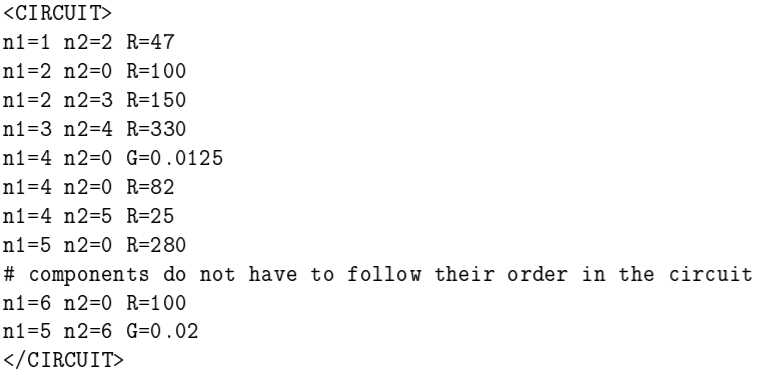 <CIRCUIT>
n1=1 n2=2 R=47
n1=2 n2=0 R=100
n1=2 n2=3 R=150
n1=3 n2=4 R=330
n1=4 n2=0 G=0.0125
n1=4 n2=0 R=82
n1=4 n2=5 R=25
n1=5 n2=0 R=280
# components do not have to follow their order in the circuit
n1=6 n2=0 R=100
n1=5 n2=6 G=0.02
</CIRCUIT>